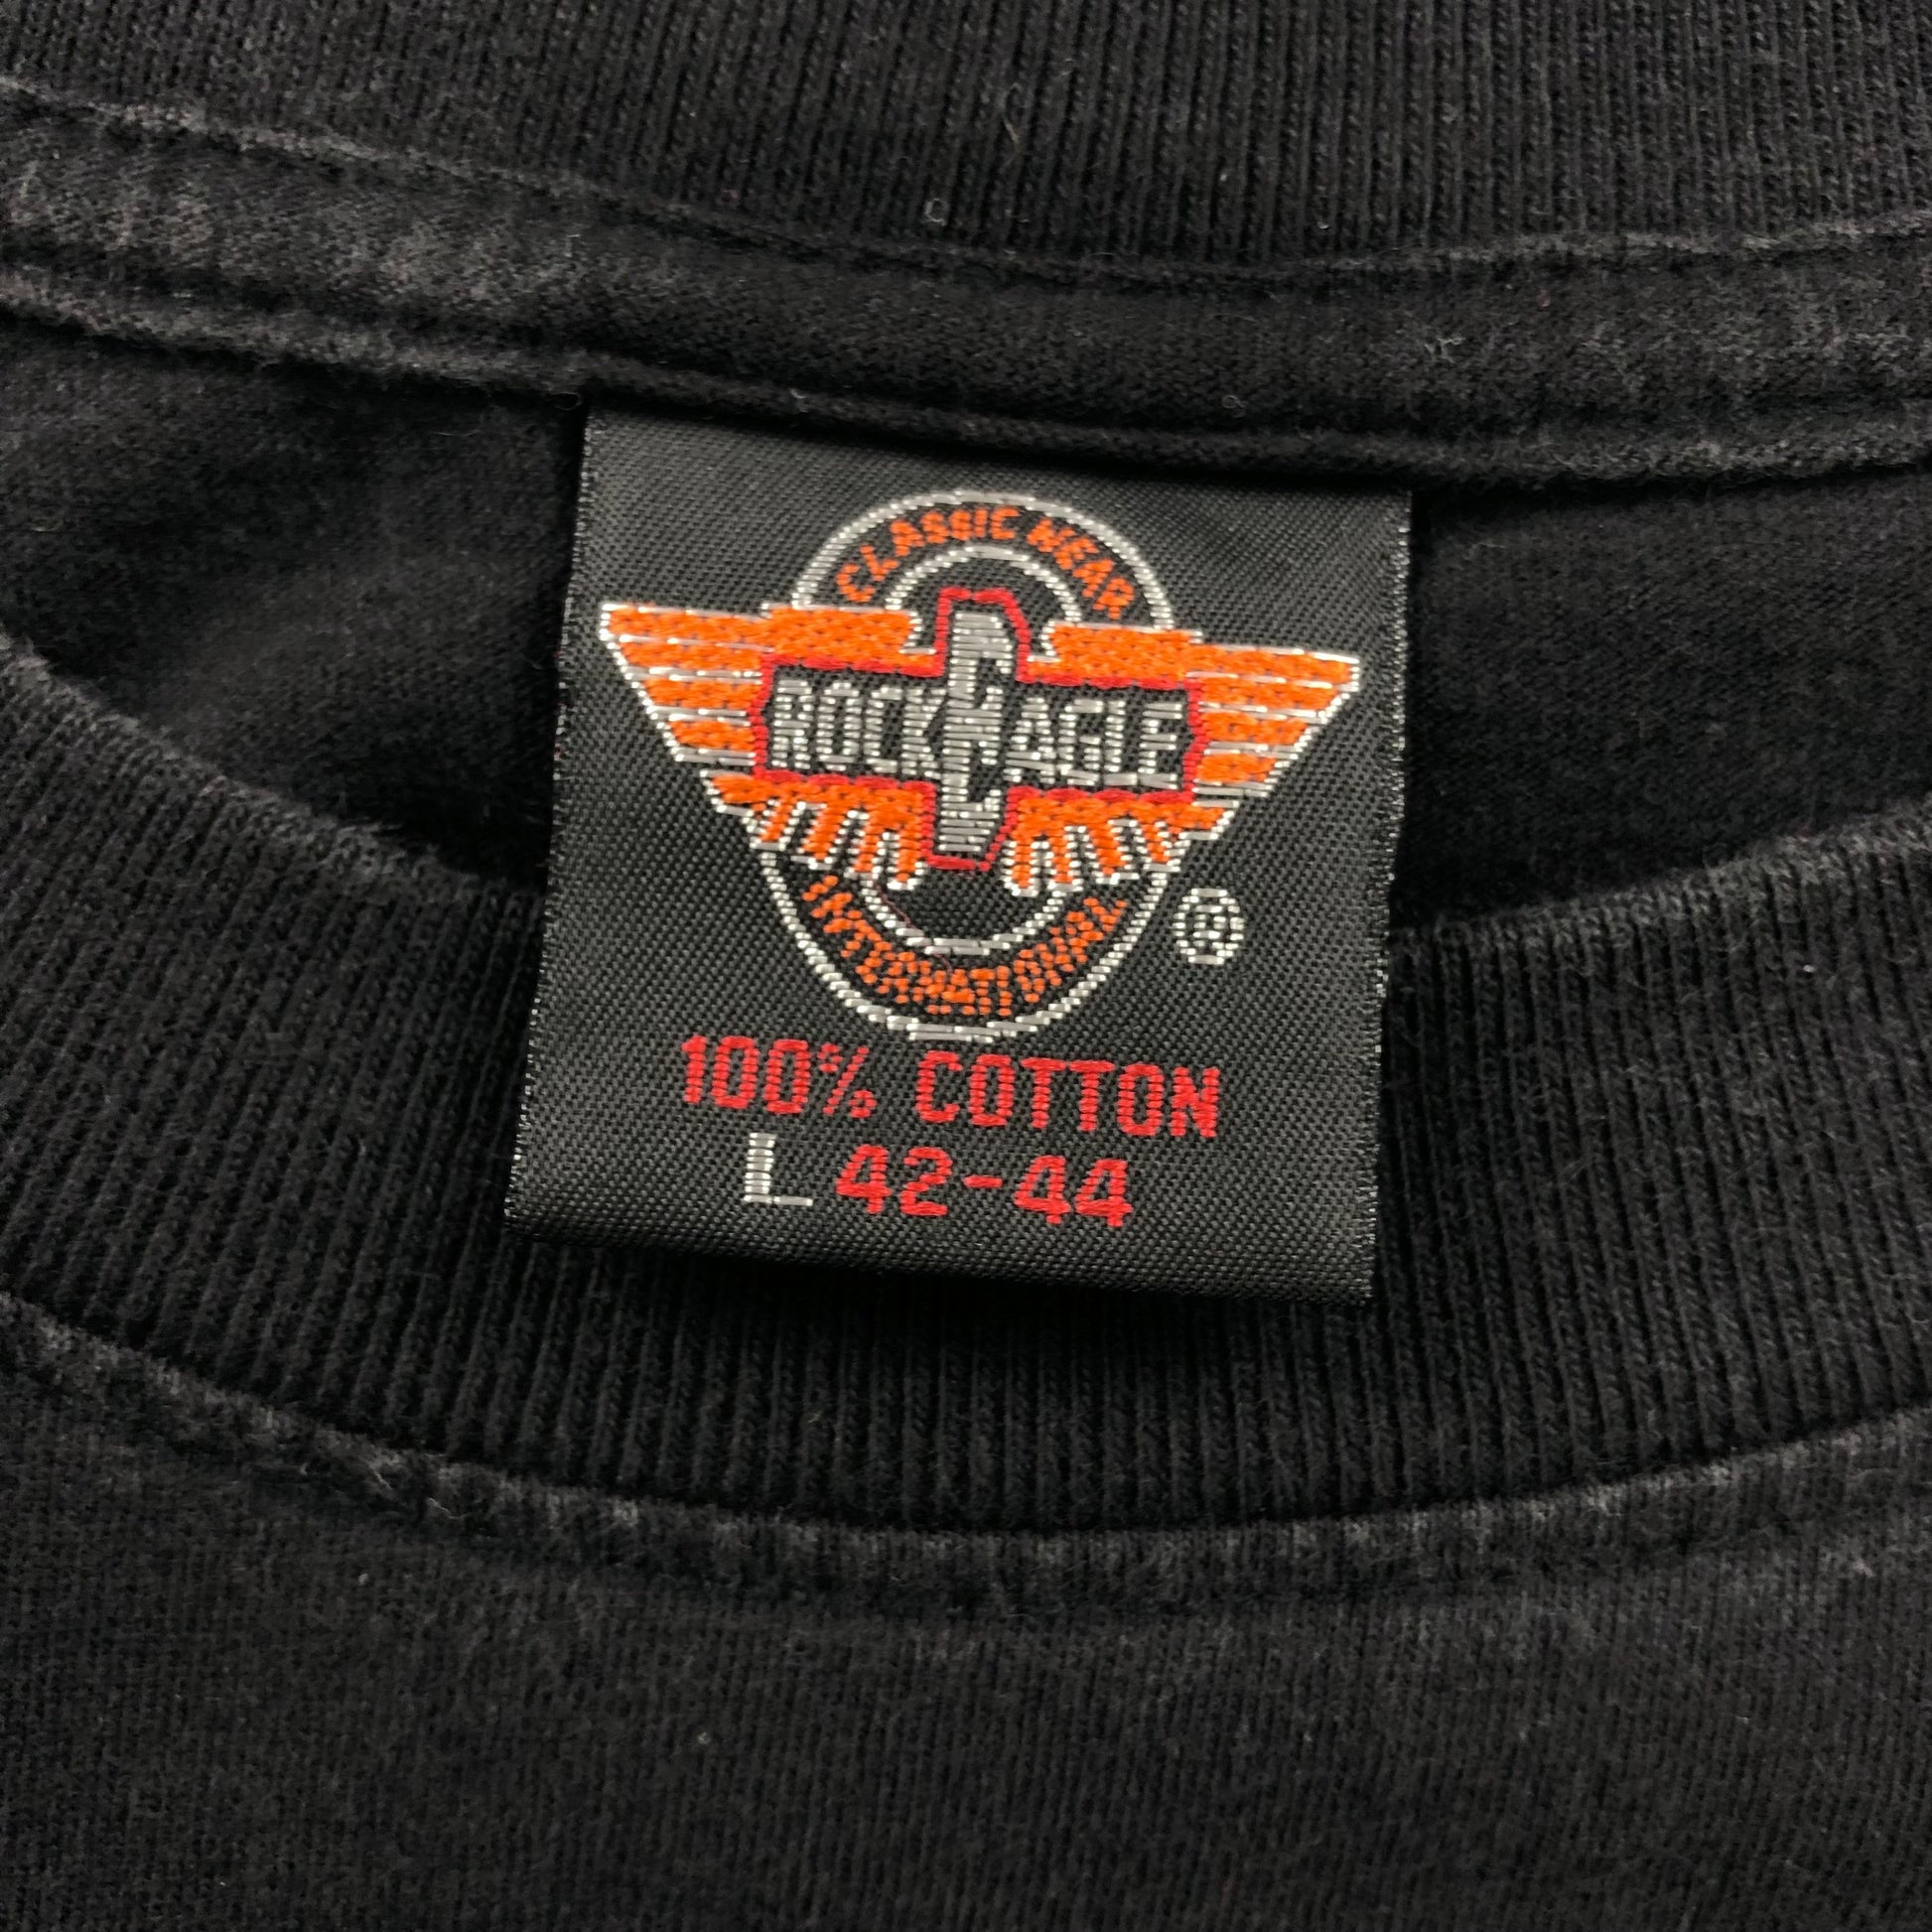 CLASSIC WEAR
ROCK EAGLE
INTERNATIONAL
®
100% COTTON
L 42-44